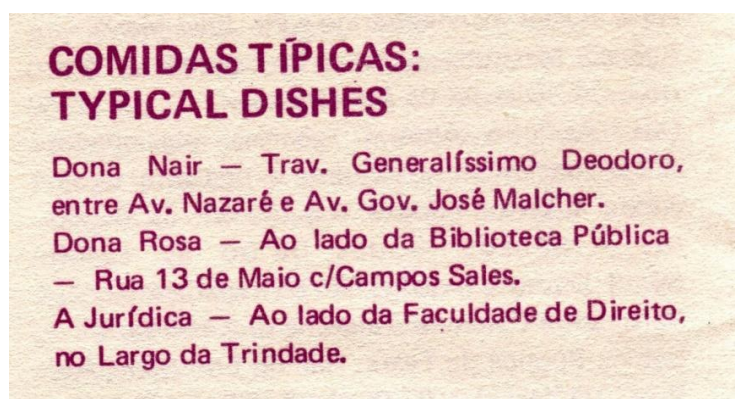 COMIDAS TÍPICAS:
TYPICAL DISHES
Dona Nair — Trav. Generalíssimo Deodoro,
entre Av. Nazaré e Av. Gov. José Malcher.
Dona Rosa — Ao lado da Biblioteca Pública
— Rua 13 de Maio c/Campos Sales.
A Jurídica — Ao lado da Faculdade de Direito,
no Largo da Trindade.